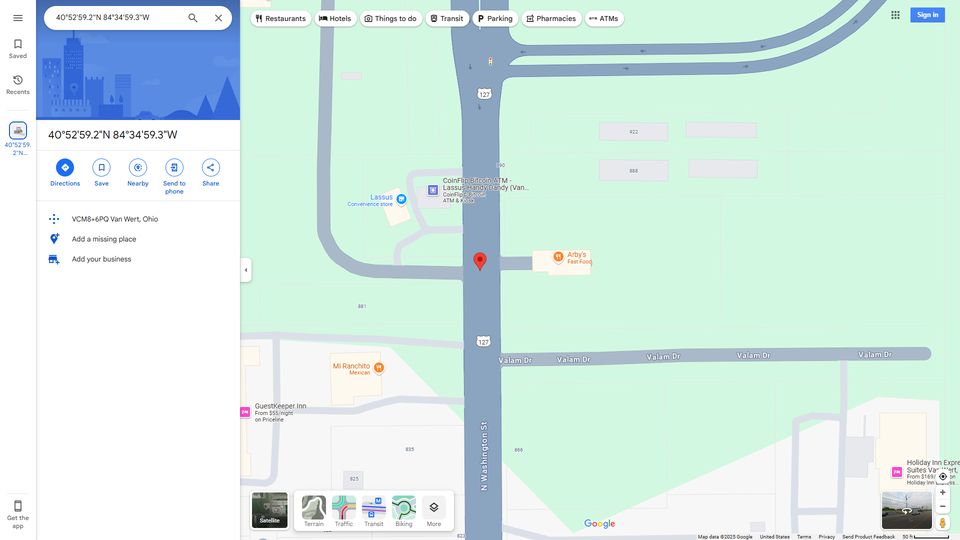 40°52'59.2"N 84°34'59.3"W
Restaurants
Hotels
Things to do
Transit
Parking
Pharmacies
ATMs
Sign in
Saved
Recents
40°52'59.
2"N...
40°52'59.2"N 84°34'59.3"W
Directions
Save
Nearby
Send to
phone
Share
VCM8+6PQ Van Wert, Ohio
Add a missing place
Add your business
Get the
app
127
922
888
990
CoinFlip Bitcoin ATM -
Lassus Handy Dandy (Van...
CoinFlip Bitcoin
ATM & Kiosk
Lassus
Convenience store
Arby's
Fast Food
881
127
Valam Dr
Valam Dr
Valam Dr
Valam Dr
Valam Dr
Mi Ranchito
Mexican
GuestKeeper Inn
From $55/night
on Priceline
N Washington St
835
866
825
823
Holiday Inn Expre
Suites Van Wert,
From $169/
Holiday Inn Express
Satellite
Terrain
Traffic
Transit
Biking
More
Google
Map data ©2025 Google
United States
Terms
Privacy
Send Product Feedback
50 ft